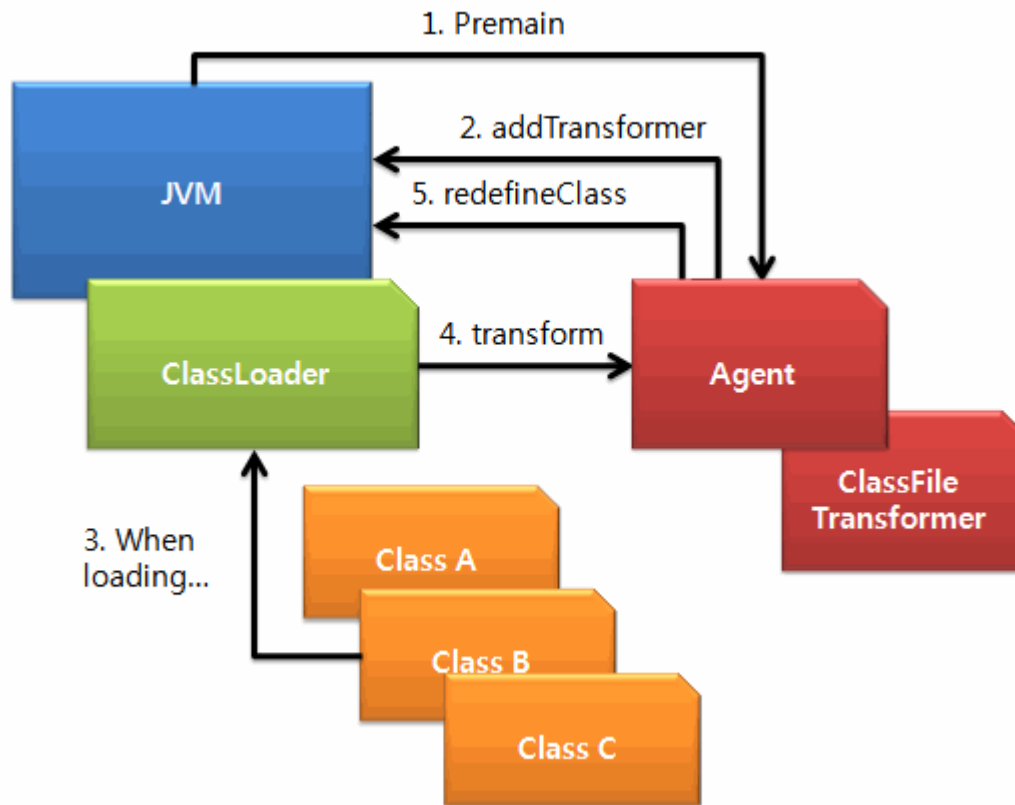 1. Premain
2. addTransformer
JVM
5. redefineClass
4. transform
ClassLoader
Agent
ClassFile
Transformer
3. When
loading...
Class A
Class B
Class C